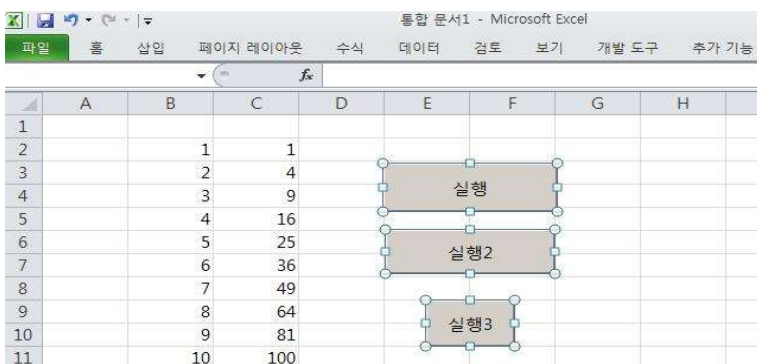 통합 문서1 - Microsoft Excel
파일 홈 삽입 페이지 레이아웃 수식 데이터 검토 보기 개발 도구 추가 기능
fx
A B C D E F G H
1
2 1 1
3 2 4
4 3 9
5 4 16
6 5 25
7 6 36
8 7 49
9 8 64
10 9 81
11 10 100
실행
실행2
실행3